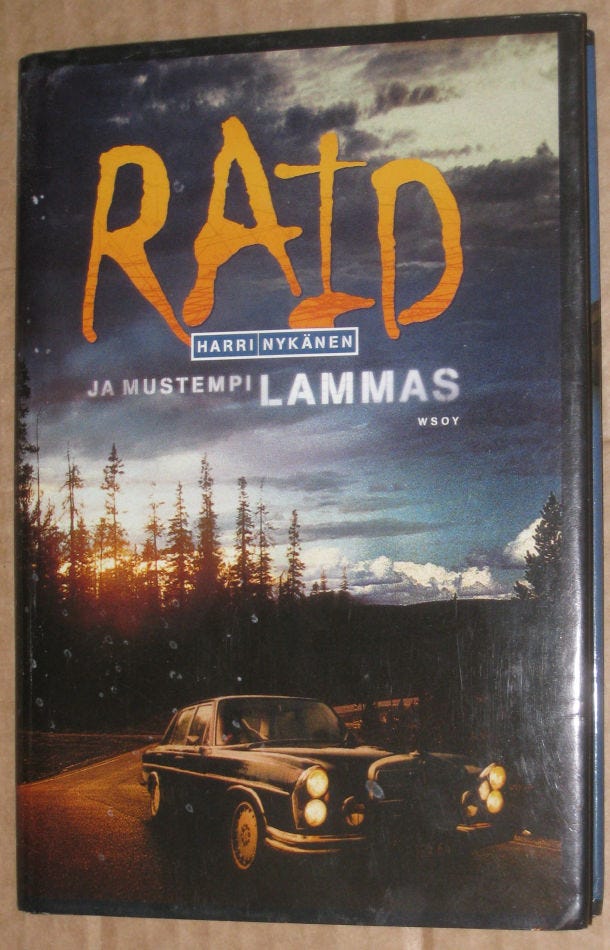 RAID
HARRI NYKÄNEN
JA MUSTEMPI LAMMAS
WSOY